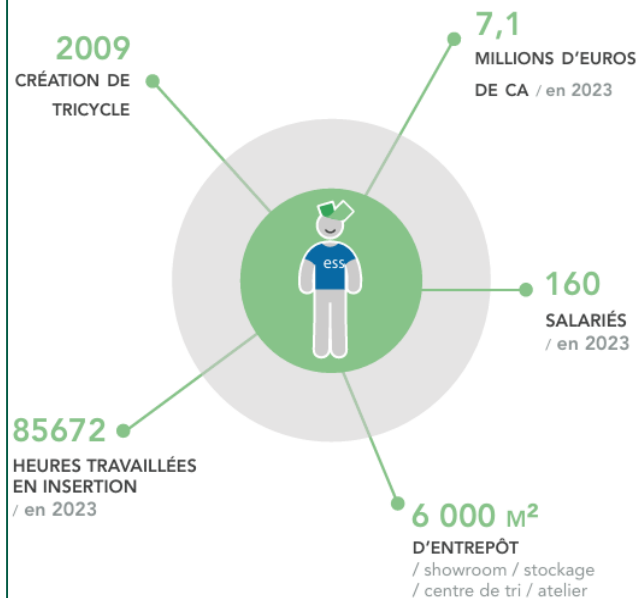 2009
CRÉATION DE
TRICYCLE
7,1
MILLIONS D'EUROS
DE CA / en 2023
ess
160
SALARIÉS
/ en 2023
85672
HEURES TRAVAILLÉES
EN INSERTION
/ en 2023
6 000 M²
D'ENTREPÔT
/ showroom / stockage
/ centre de tri / atelier